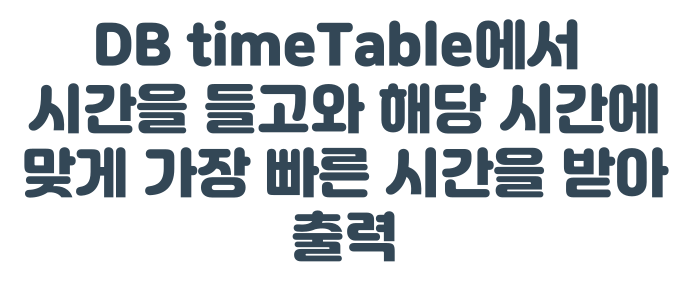 DB timeTable에서
시간을 들고와 해당 시간에
맞게 가장 빠른 시간을 받아
출력